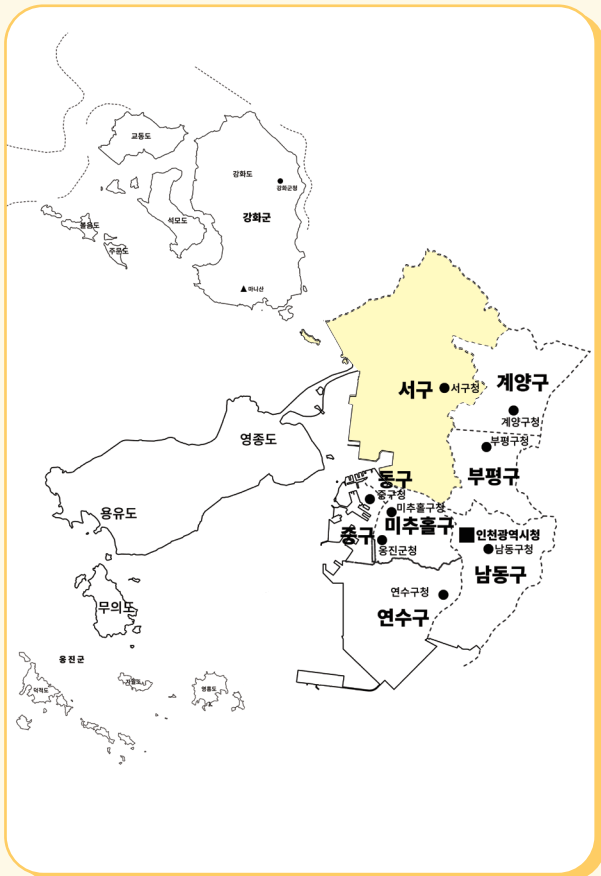 교동도
강화도
강화군청
석모도
강화군
볼음도
주문도
마니산
서구
서구청
계양구
계양구청
영종도
부평구청
부평구
동구
중구청
용유도
미추홀구청
미추홀구
중구
인천광역시청
옹진군청
남동구청
남동구
연수구청
무의도
연수구
옹진군
자월도
덕적도
영흥도